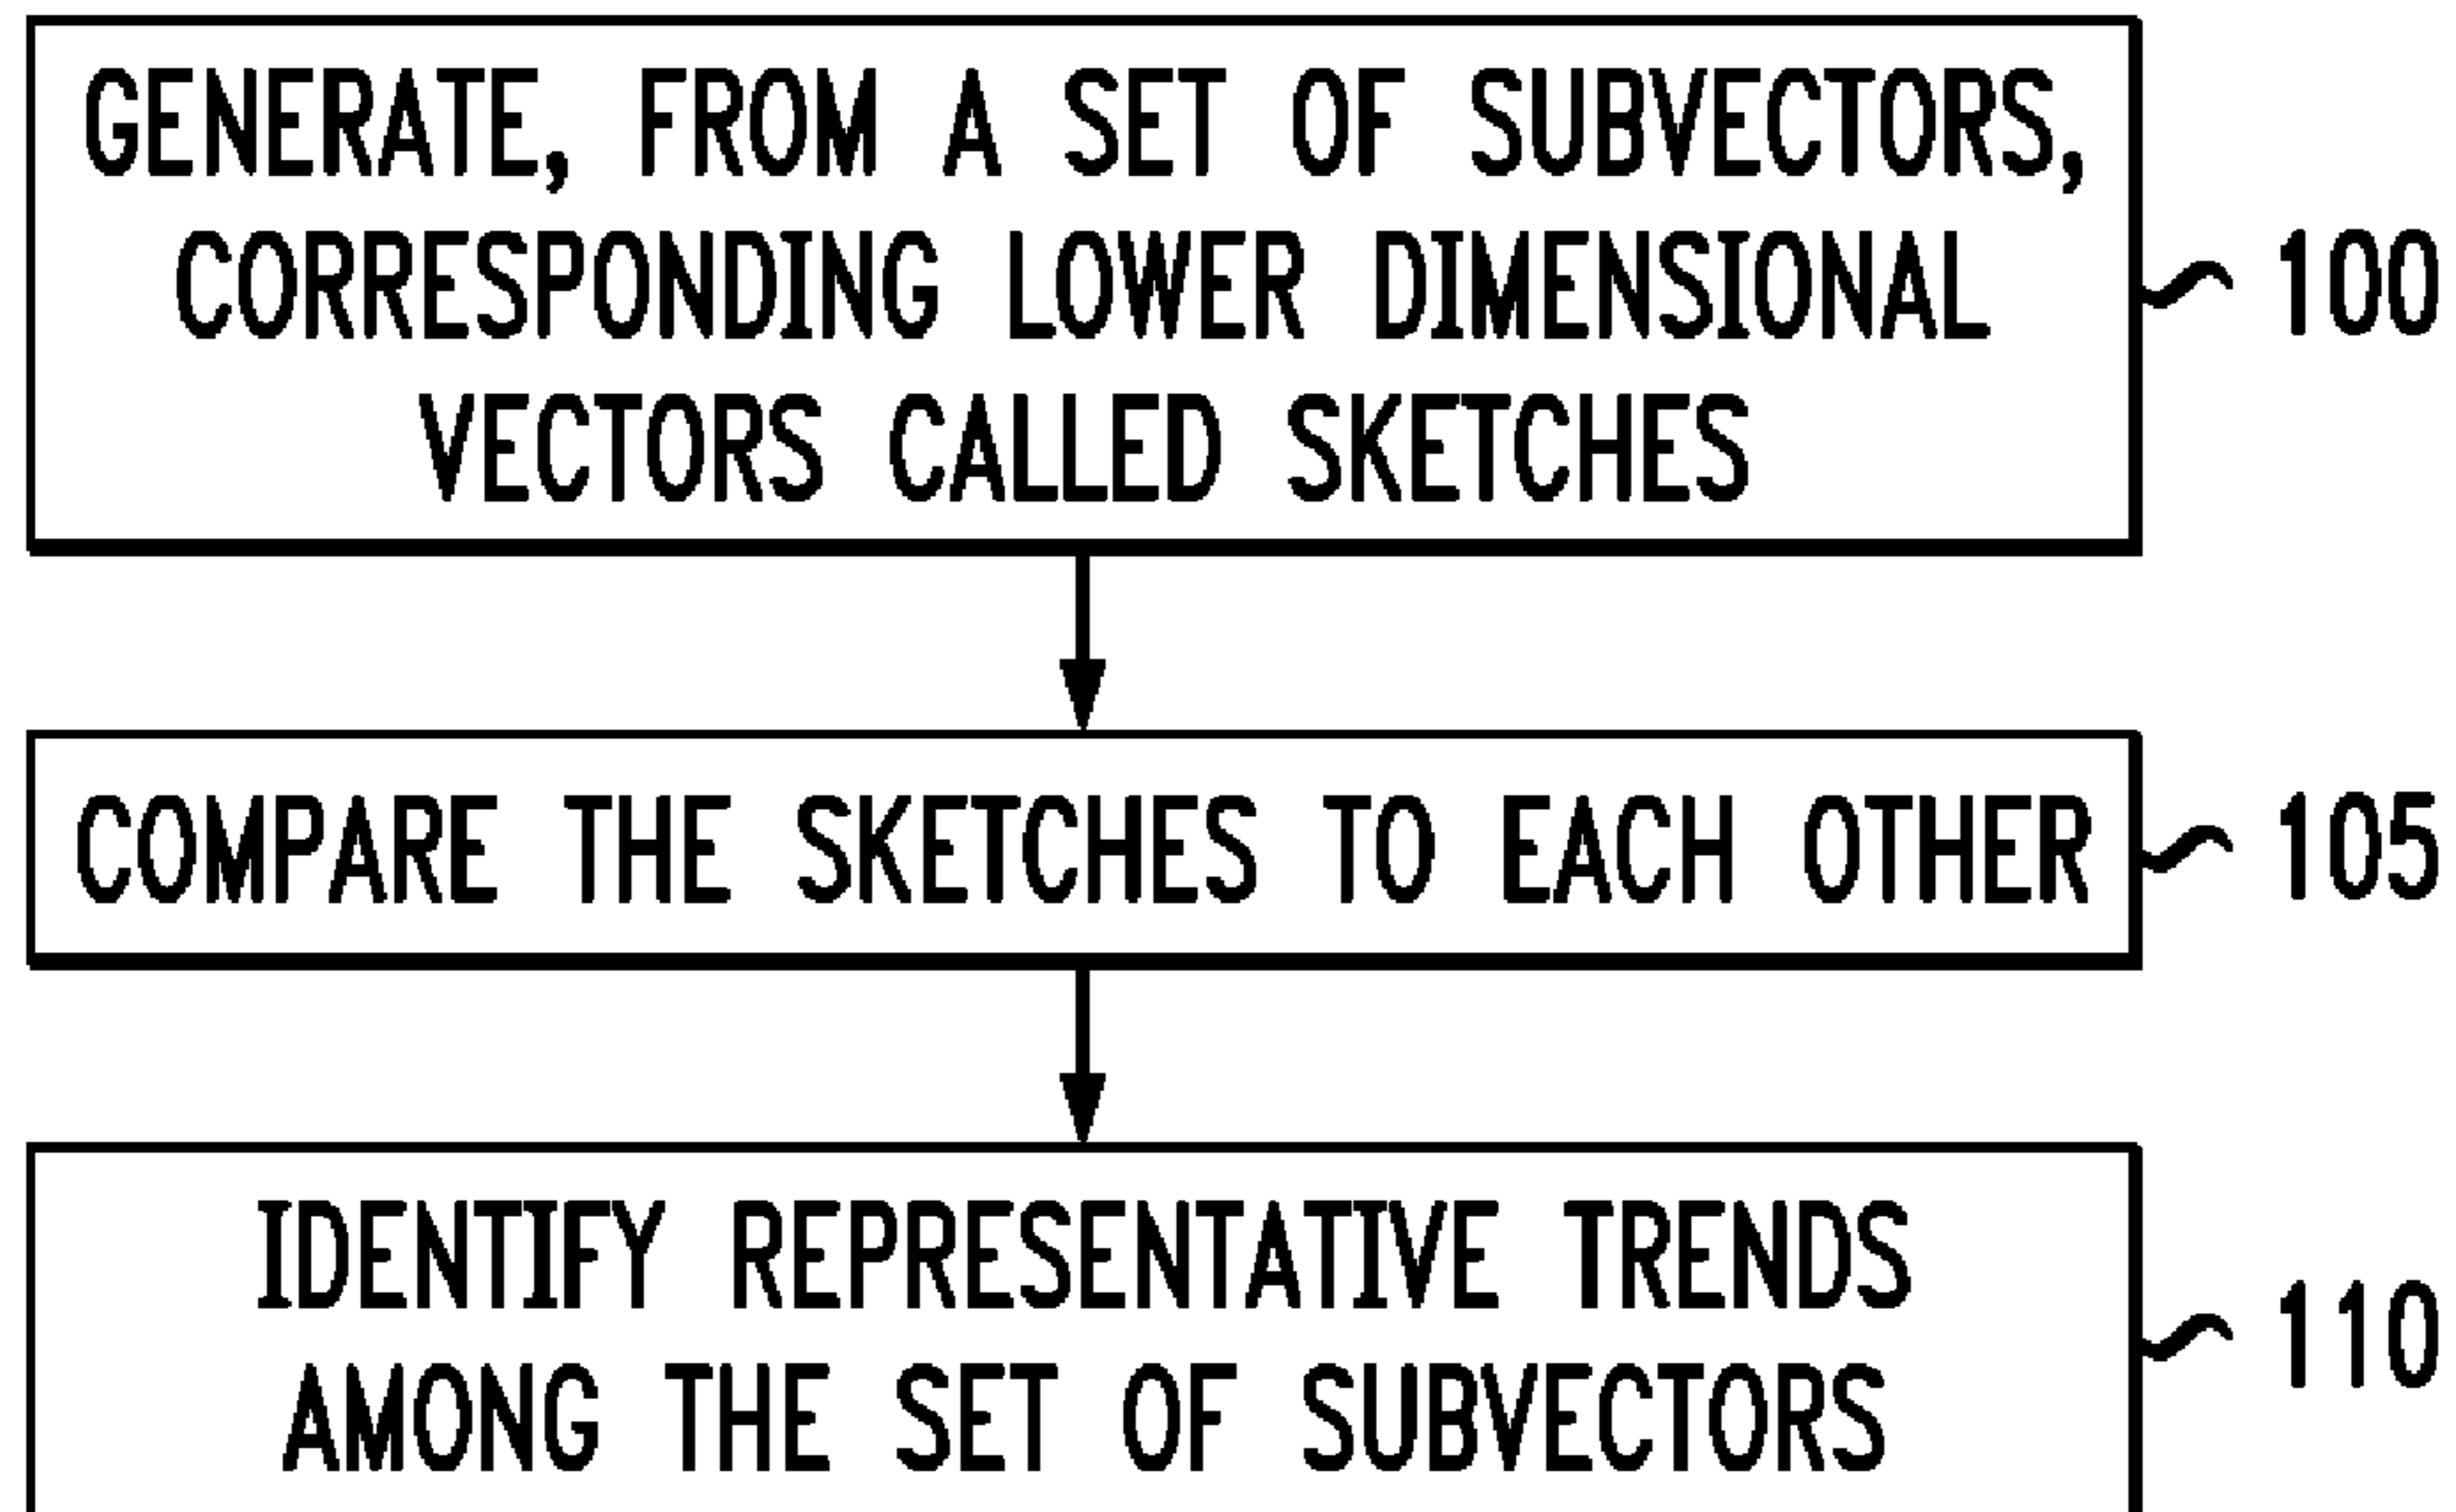 GENERATE, FROM A SET OF SUBVECTORS,
CORRESPONDING LOWER DIMENSIONAL
VECTORS CALLED SKETCHES
100
COMPARE THE SKETCHES TO EACH OTHER
105
IDENTIFY REPRESENTATIVE TRENDS
AMONG THE SET OF SUBVECTORS
110